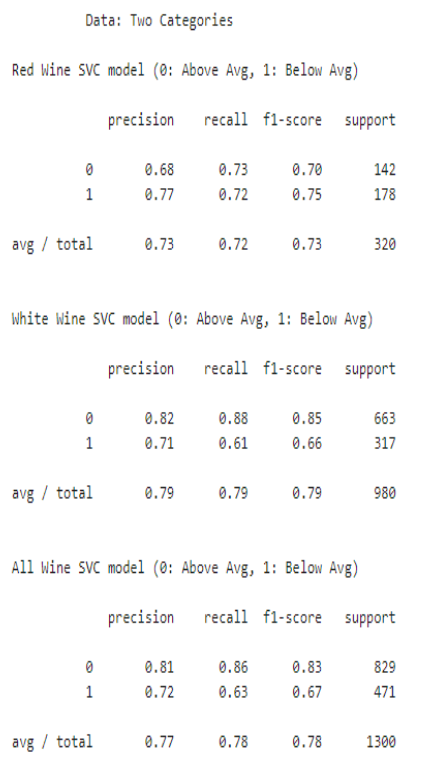 Data: Two Categories
Red Wine SVC model (0: Above Avg, 1: Below Avg)
precision recall f1-score support
0 0.68 0.73 0.70 142
1 0.77 0.72 0.75 178
avg / total 0.73 0.72 0.73 320
White Wine SVC model (0: Above Avg, 1: Below Avg)
precision recall f1-score support
0 0.82 0.88 0.85 663
1 0.71 0.61 0.66 317
avg / total 0.79 0.79 0.79 980
All Wine SVC model (0: Above Avg, 1: Below Avg)
precision recall f1-score support
0 0.81 0.86 0.83 829
1 0.72 0.63 0.67 471
avg / total 0.77 0.78 0.78 1300